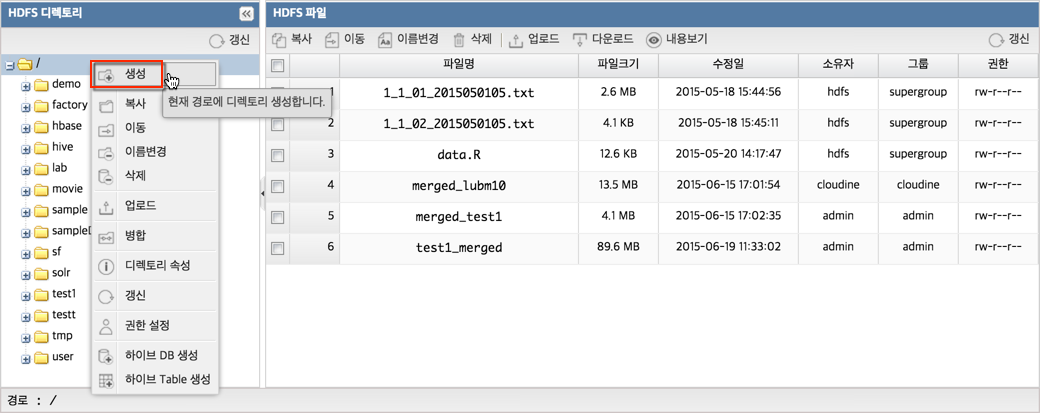 HDFS 디렉토리
갱신
/
demo
factory
hbase
hive
lab
movie
sample
sample
sf
solr
test1
testt
tmp
user
생성
현재 경로에 디렉토리 생성합니다.
복사
이동
이름변경
삭제
업로드
병합
디렉토리 속성
갱신
권한 설정
하이브 DB 생성
하이브 Table 생성
HDFS 파일
복사 이동 이름변경 삭제 업로드 다운로드 내용보기 갱신
파일명 파일크기 수정일 소유자 그룹 권한
1 1_1_01_2015050105.txt 2.6 MB 2015-05-18 15:44:56 hdfs supergroup rw-r--r--
2 1_1_02_2015050105.txt 4.1 KB 2015-05-18 15:45:11 hdfs supergroup rw-r--r--
3 data.R 12.6 KB 2015-05-20 14:17:47 hdfs supergroup rw-r--r--
4 merged_lubm10 13.5 MB 2015-06-15 17:01:54 cloudine cloudine rw-r--r--
5 merged_test1 4.1 MB 2015-06-15 17:02:35 admin admin rw-r--r--
6 test1_merged 89.6 MB 2015-06-19 11:33:02 admin admin rw-r--r--
경로 : /